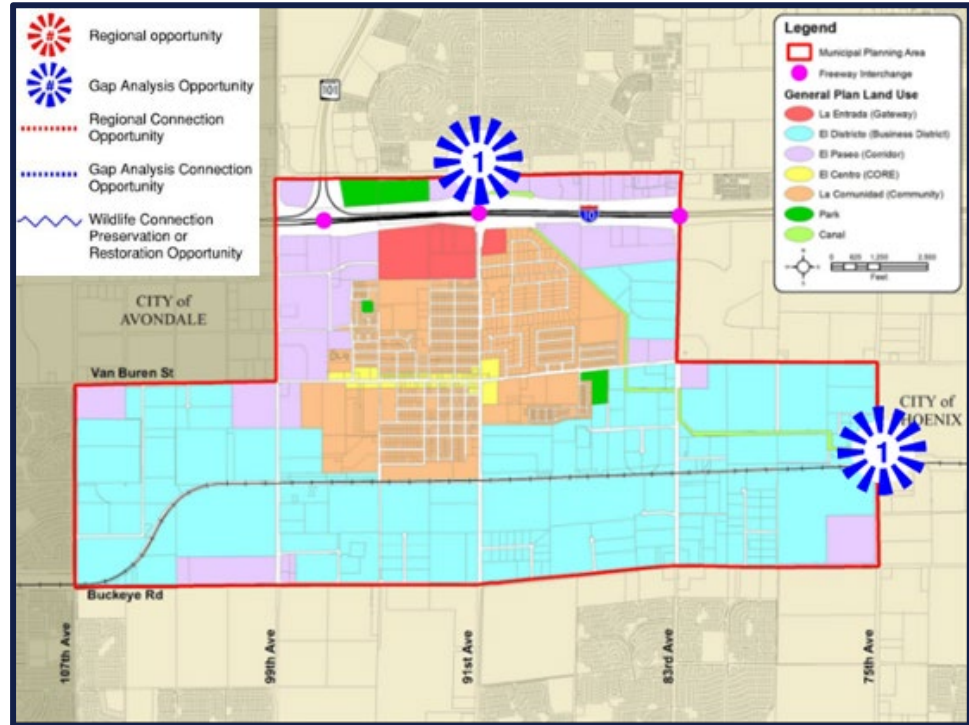 #
Regional opportunity
#
Gap Analysis Opportunity
Regional Connection
Opportunity
Gap Analysis Connection
Opportunity
Wildlife Connection
Preservation or
Restoration Opportunity
101
1
10
Legend
Municipal Planning Area
Freeway Interchange
General Plan Land Use
La Entrada (Gateway)
El Districto (Business District)
El Paseo (Corridor)
El Centro (CORE)
La Comunidad (Community)
Park
Canal
0 625 1,250 2,500
Feet
CITY of
AVONDALE
Van Buren St
CITY of
HOENIX
1
Buckeye Rd
107th Ave
99th Ave
91st Ave
83rd Ave
75th Ave